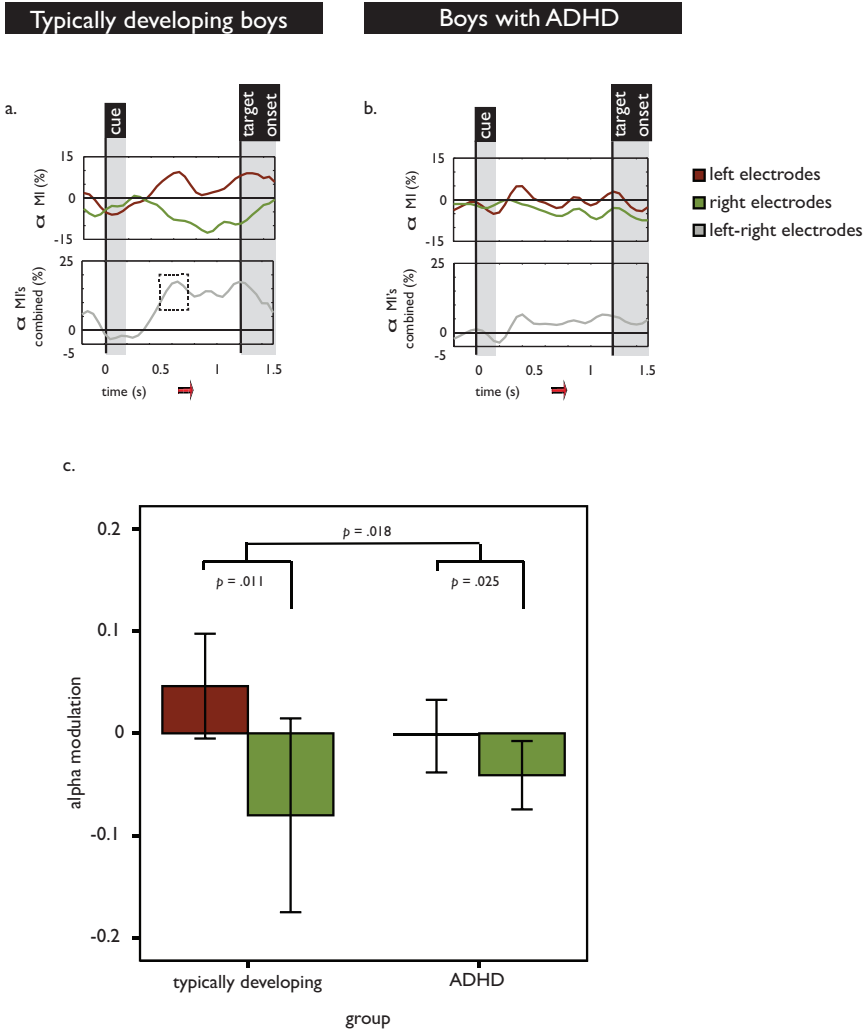 Typically developing boys
Boys with ADHD
a.
cue
target
onset
15
0
-15
α MI (%)
25
0
-5
α MI's
combined (%)
0
0.5
1
1.5
time (s)
b.
cue
target
onset
15
0
-15
α MI (%)
25
0
-5
α MI's
combined (%)
0
0.5
1
1.5
time (s)
left electrodes
right electrodes
left-right electrodes
c.
0.2
0.1
0
-0.1
-0.2
alpha modulation
p = .018
p = .011
p = .025
typically developing
ADHD
group